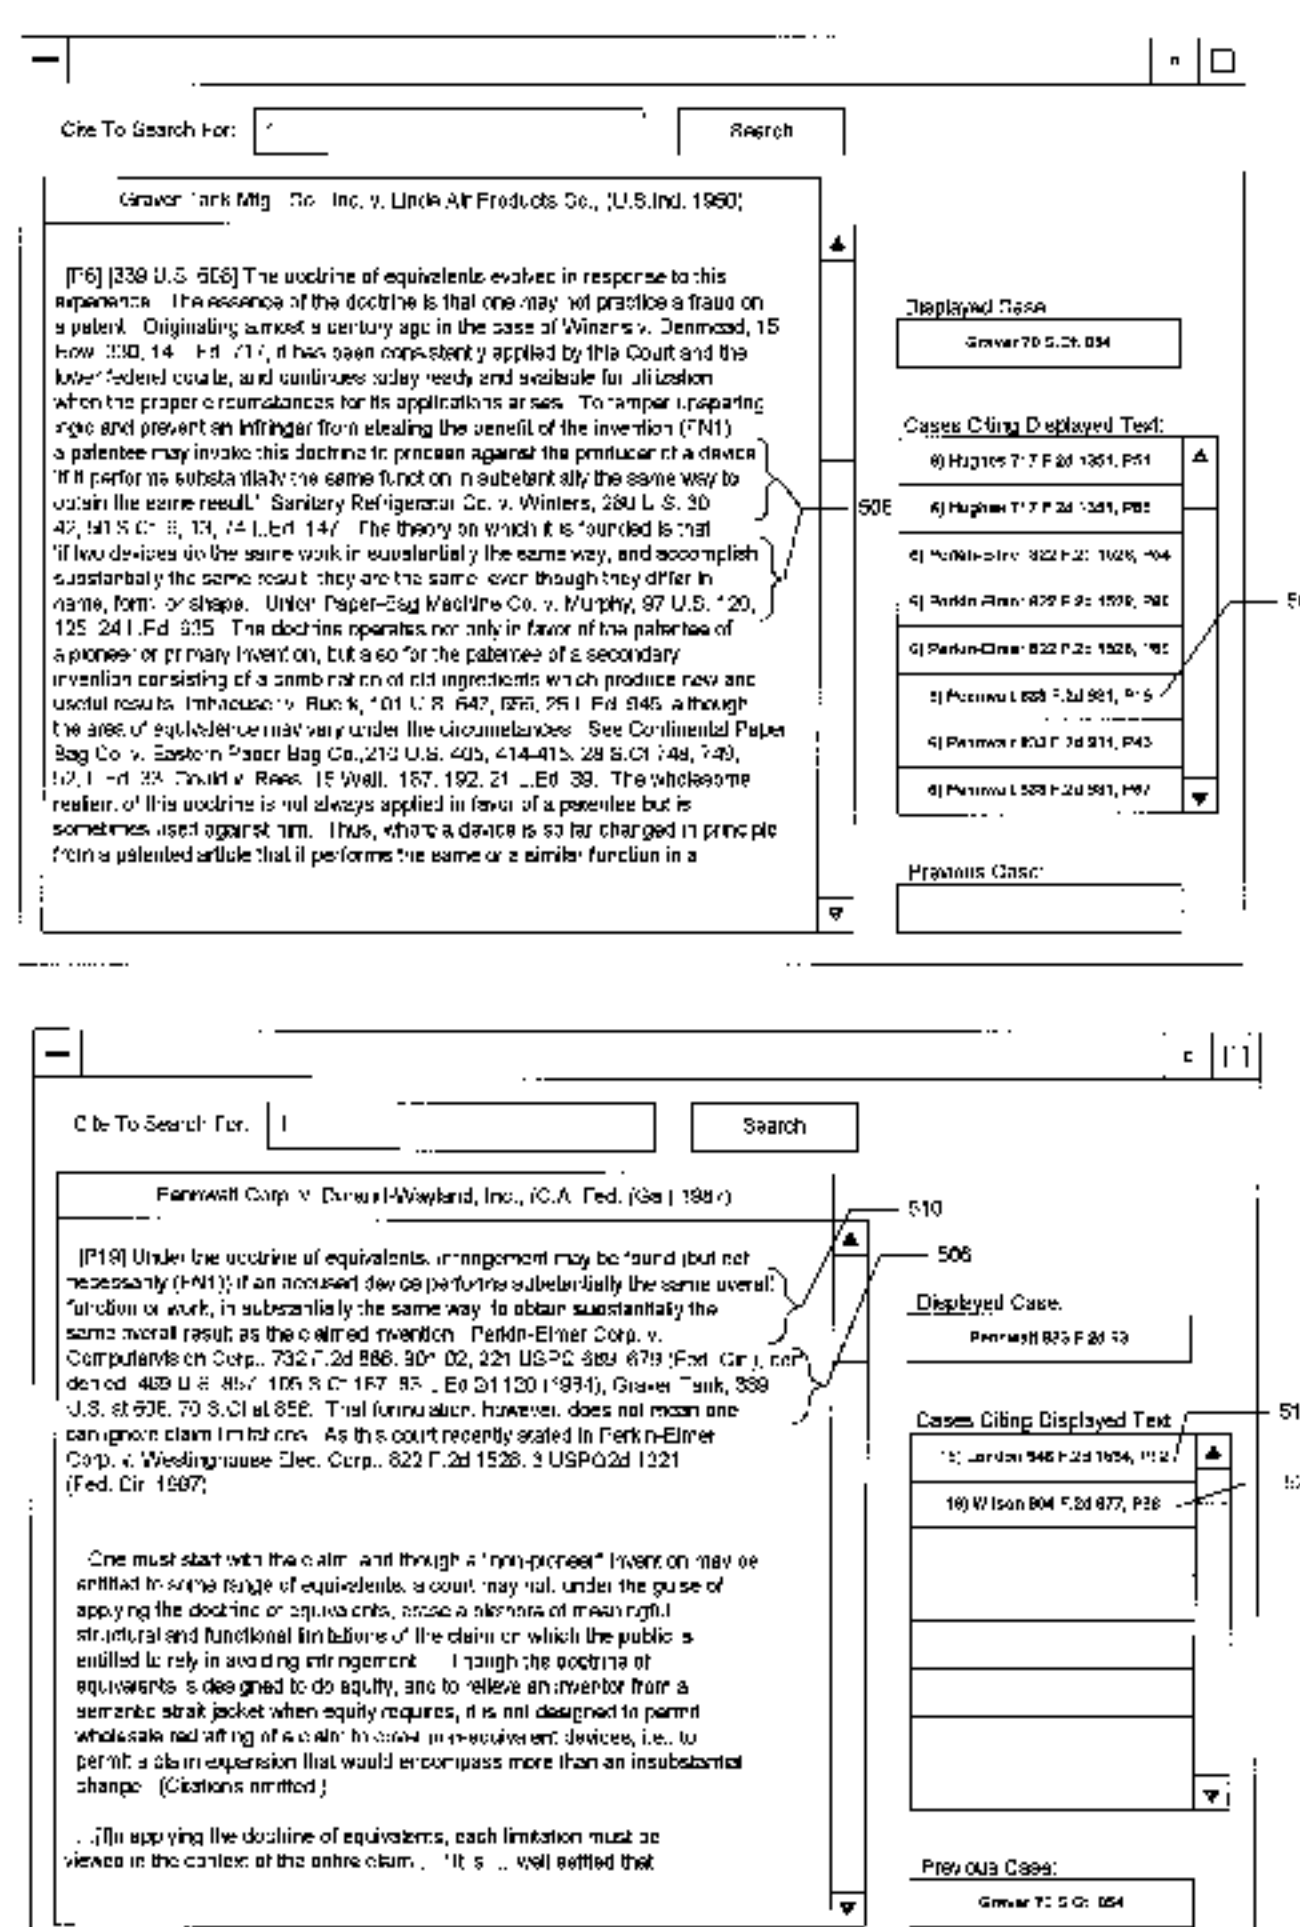 Cite To Search For:
Search
Graver Tank Mfg. Co. Inc. v. Linde Air Products Co., (U.S.Ind. 1950)
[P6] [339 U.S. 608] The doctrine of equivalents evolved in response to this
experience. The essence of the doctrine is that one may not practice a fraud on
a patent. Originating almost a century ago in the case of Winans v. Denmead, 15
How. 330, 14 L.Ed. 717, it has been consistently applied by this Court and the
lower federal courts, and continues today ready and available for utilization
when the proper circumstances for its applications arises. To temper unsparing
logic and prevent an infringer from stealing the benefit of the invention (FN1)
a patentee may invoke this doctrine to proceed against the producer of a device
'if it performs substantially the same function in substantially the same way to
obtain the same result.' Sanitary Refrigerator Co. v. Winters, 280 U.S. 30
42, 50 S.Ct. 9, 13, 74 L.Ed. 147. The theory on which it is founded is that
'if two devices do the same work in substantially the same way, and accomplish
substantially the same result, they are the same, even though they differ in
name, form, or shape. Union Paper-Bag Machine Co. v. Murphy, 97 U.S. 120,
125 24 L.Ed. 935. The doctrine operates not only in favor of the patentee of
a pioneer or primary invention, but also for the patentee of a secondary
invention consisting of a combination of old ingredients which produce new and
useful results. Imhaeuser v. Buerk, 101 U.S. 647, 655, 25 L.Ed. 945, although
the area of equivalence may vary under the circumstances. See Continental Paper
Bag Co. v. Eastern Paper Bag Co., 210 U.S. 405, 414-415, 28 S.Ct 748, 749,
52 L.Ed. Gould v. Rees, 15 Wall. 187, 192, 21 L.Ed. 39. The wholesome
realism of this doctrine is not always applied in favor of a patentee but is
sometimes used against him. Thus, where a device is so far changed in principle
from a patented article that it performs the same or a similar function in a
Displayed Case
Graver 70 S.Ct. 854
Cases Citing Displayed Text:
6) Hughes 717 F.2d 1351, P51
6) Hughes 717 F.2d 1351,
6) Perkin-Elmer 822 F.2d 1528, P64
6) Perkin-Elmer 822 F.2d 1528,
6) Perkin-Elmer 822 F.2d 1528,
Pennwalt 833 F.2d 931, P19
6) Pennwalt 833 F.2d 931, P43
6) Pennwalt 833 F.2d 931, P67
Previous Case:
506
Cite To Search For:
Search
Pennwalt Corp. v. Durand-Wayland, Inc., (C.A. Fed. (Ga.) 1987)
[P19] Under the doctrine of equivalents, infringement may be found (but not
necessarily (FN1)) if an accused device performs substantially the same overall
function or work, in substantially the same way, to obtain substantially the
same overall result as the claimed invention. Perkin-Elmer Corp. v.
Computervision Corp., 732 F.2d 888, 901-02, 221 USPQ 669, 679 (Fed. Cir.), cert
denied, 469 U.S. 857, 105 S.Ct 187, 83 L.Ed.2d 120 (1984), Graver Tank, 339
U.S. at 608, 70 S.Ct at 856. That formulation, however, does not mean one
can ignore claim limitations. As this court recently stated in Perkin-Elmer
Corp. v. Westinghouse Elec. Corp., 822 F.2d 1528, 3 USPQ2d 1321
(Fed. Cir. 1987)
One must start with the claim, and though a "non-pioneer" invention may be
entitled to some range of equivalents, a court may not, under the guise of
applying the doctrine of equivalents, erase a plethora of meaningful
structural and functional limitations of the claim on which the public is
entitled to rely in avoiding infringement... Though the doctrine of
equivalents is designed to do equity, and to relieve an inventor from a
semantic strait jacket when equity requires, it is not designed to permit
wholesale redrafting of a claim to cover non-equivalent devices, i.e., to
permit a claim expansion that would encompass more than an insubstantial
change. (Citations omitted.)
...[I]n applying the doctrine of equivalents, each limitation must be
viewed in the context of the entire claim... "It is ... well settled that
510
506
Displayed Case:
Pennwalt 833 F.2d
Cases Citing Displayed Text
London 946 F.2d
19) Wilson 904 F.2d 677, P38
Previous Case:
Graver 70 S.Ct. 854